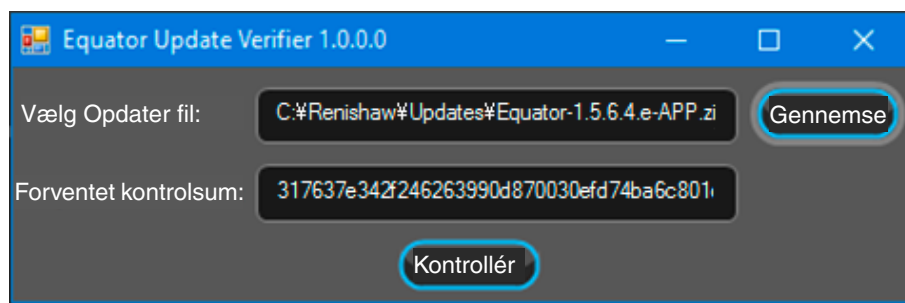 Equator Update Verifier 1.0.0.0
Vælg Opdater fil: C:¥Renishaw¥Updates¥Equator-1.5.6.4.e-APP.zi Gennemse
Forventet kontrolsum: 317637e342f246263990d870030efd74ba6c801
Kontrollér